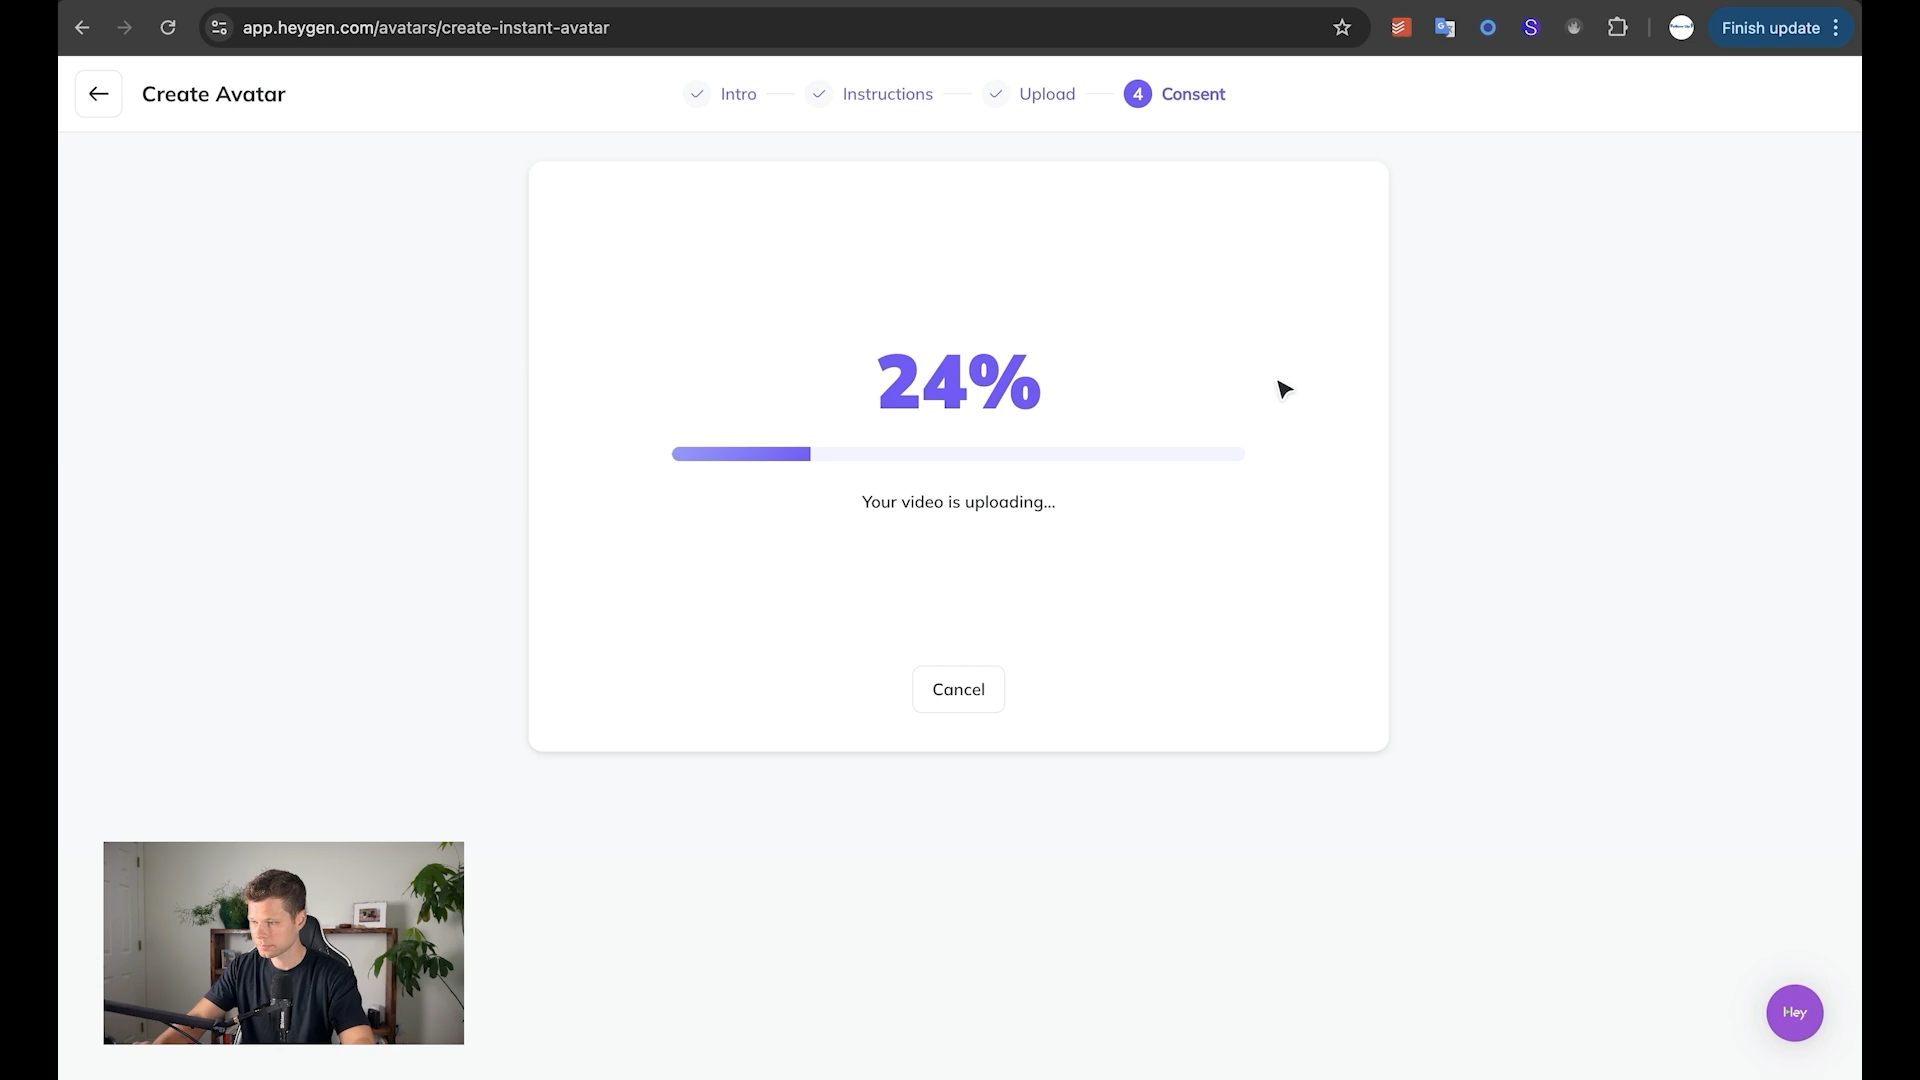 app.heygen.com/avatars/create-instant-avatar
Finish update
Create Avatar
Intro
Instructions
Upload
4 Consent
24%
Your video is uploading...
Cancel
Hey